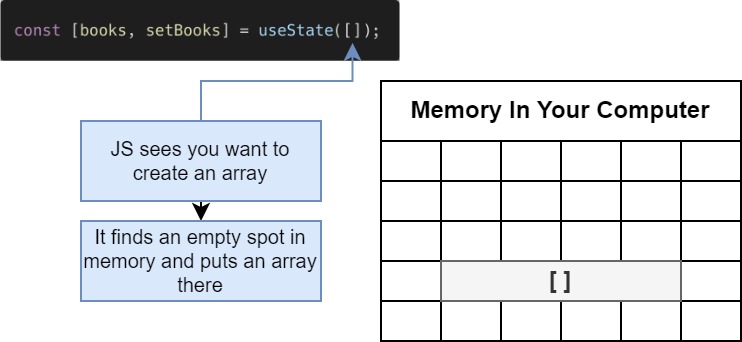 const [books, setBooks] = useState([]);
Memory In Your Computer
JS sees you want to
create an array
It finds an empty spot in
memory and puts an array
there
[ ]